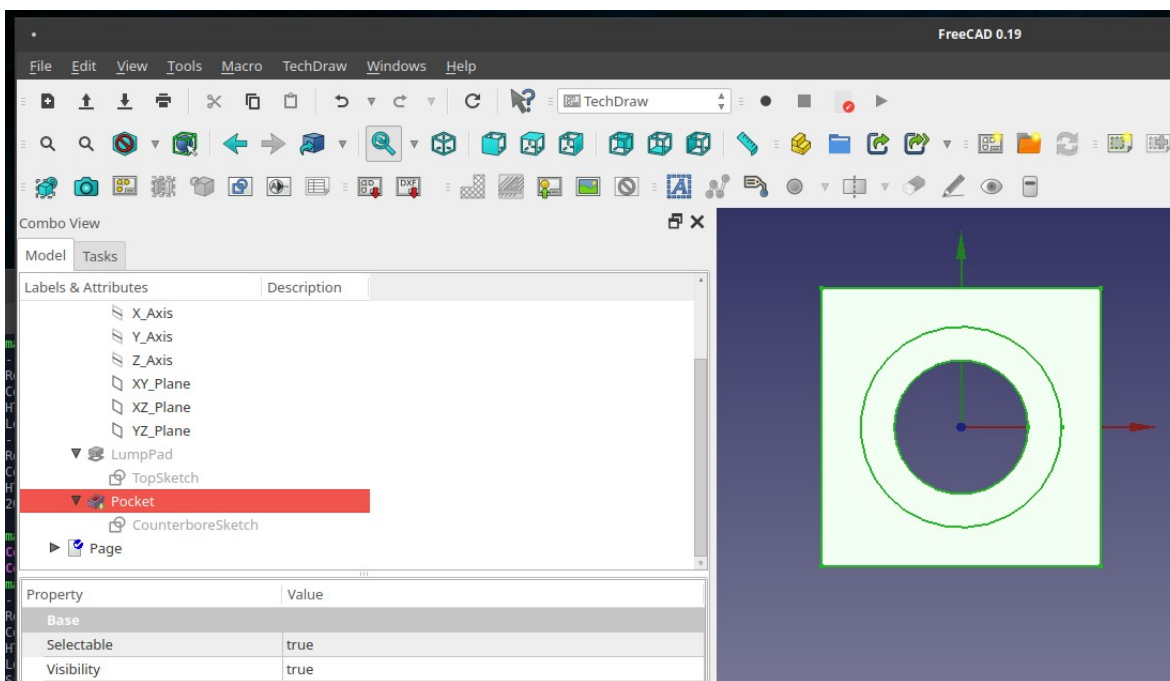 FreeCAD 0.19
File Edit View Tools Macro TechDraw Windows Help
TechDraw
DXF
A
Combo View
Model Tasks
Labels & Attributes Description
X_Axis
Y_Axis
Z_Axis
XY_Plane
XZ_Plane
YZ_Plane
LumpPad
TopSketch
Pocket
CounterboreSketch
Page
Property Value
Base
Selectable true
Visibility true